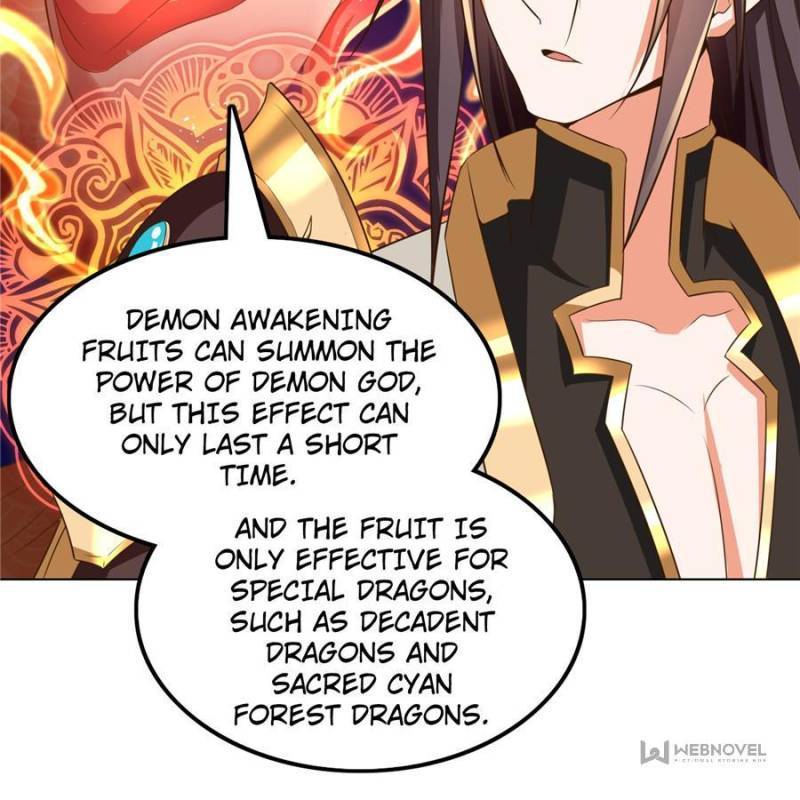 DEMON AWAKENING
FRUITS CAN SUMMON THE
POWER OF DEMON GOD,
BUT THIS EFFECT CAN
ONLY LAST A SHORT
TIME.
AND THE FRUIT IS
ONLY EFFECTIVE FOR
SPECIAL DRAGONS,
SUCH AS DECADENT
DRAGONS AND
SACRED CYAN
FOREST DRAGONS.
WEBNOVEL